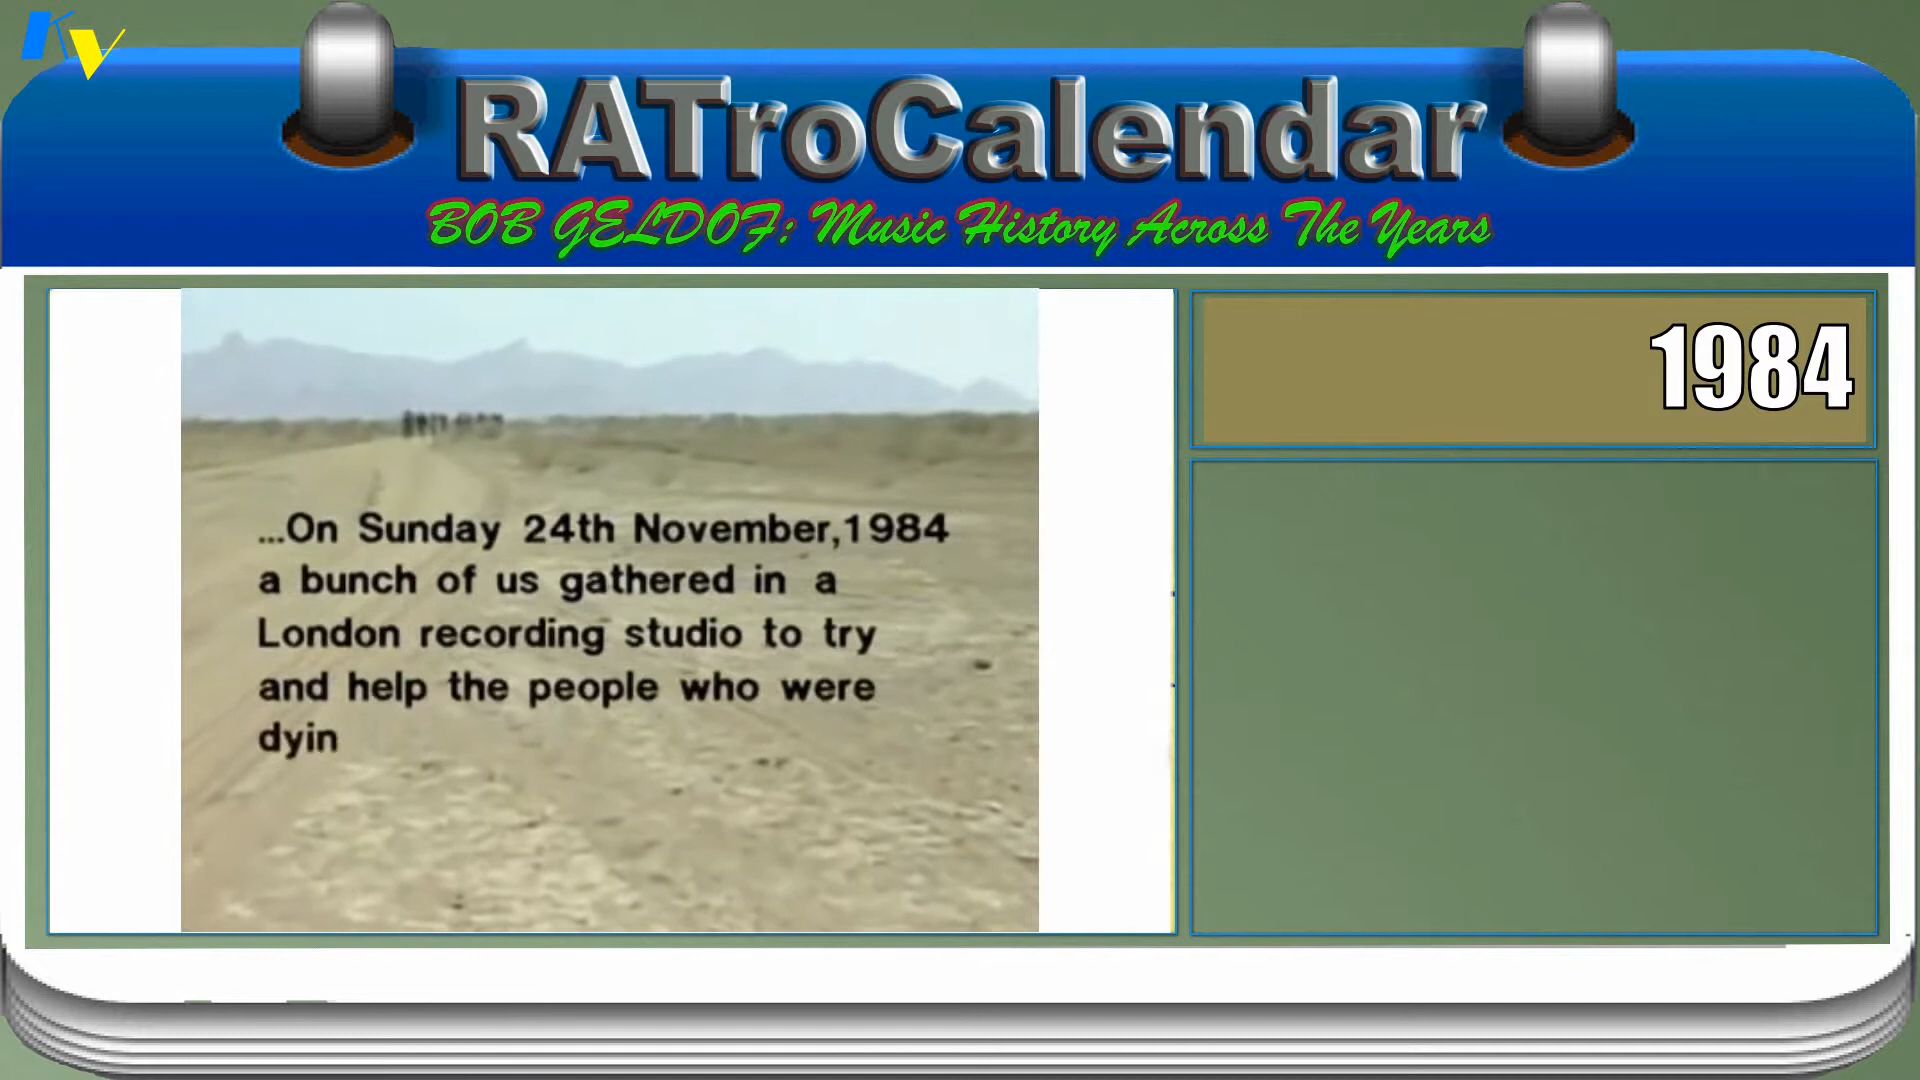 KV
RATroCalendar
BOB GELDOF: Music History Across The Years
1984
...On Sunday 24th November,1984
a bunch of us gathered in a
London recording studio to try
and help the people who were
dyin